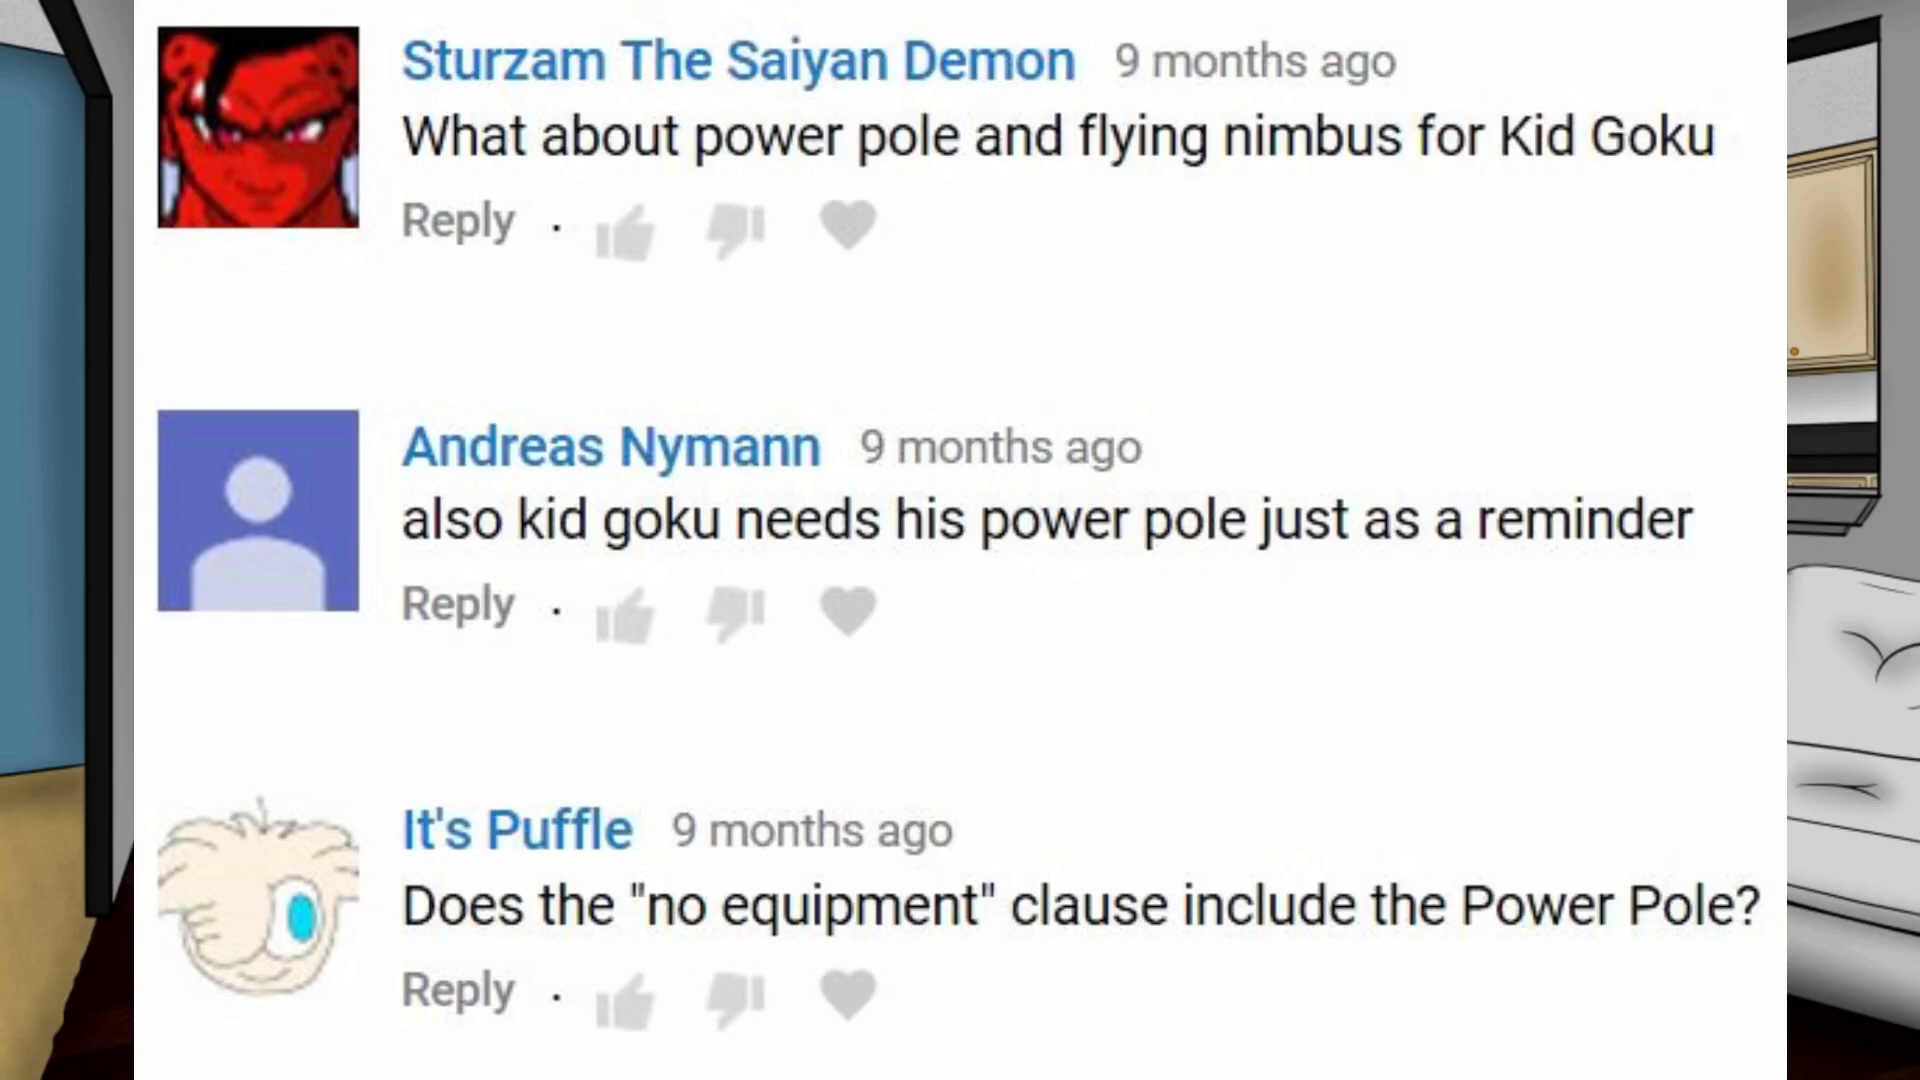 Sturzam The Saiyan Demon 9 months ago
What about power pole and flying nimbus for Kid Goku
Reply ·
Andreas Nymann 9 months ago
also kid goku needs his power pole just as a reminder
Reply ·
It's Puffle 9 months ago
Does the "no equipment" clause include the Power Pole?
Reply ·